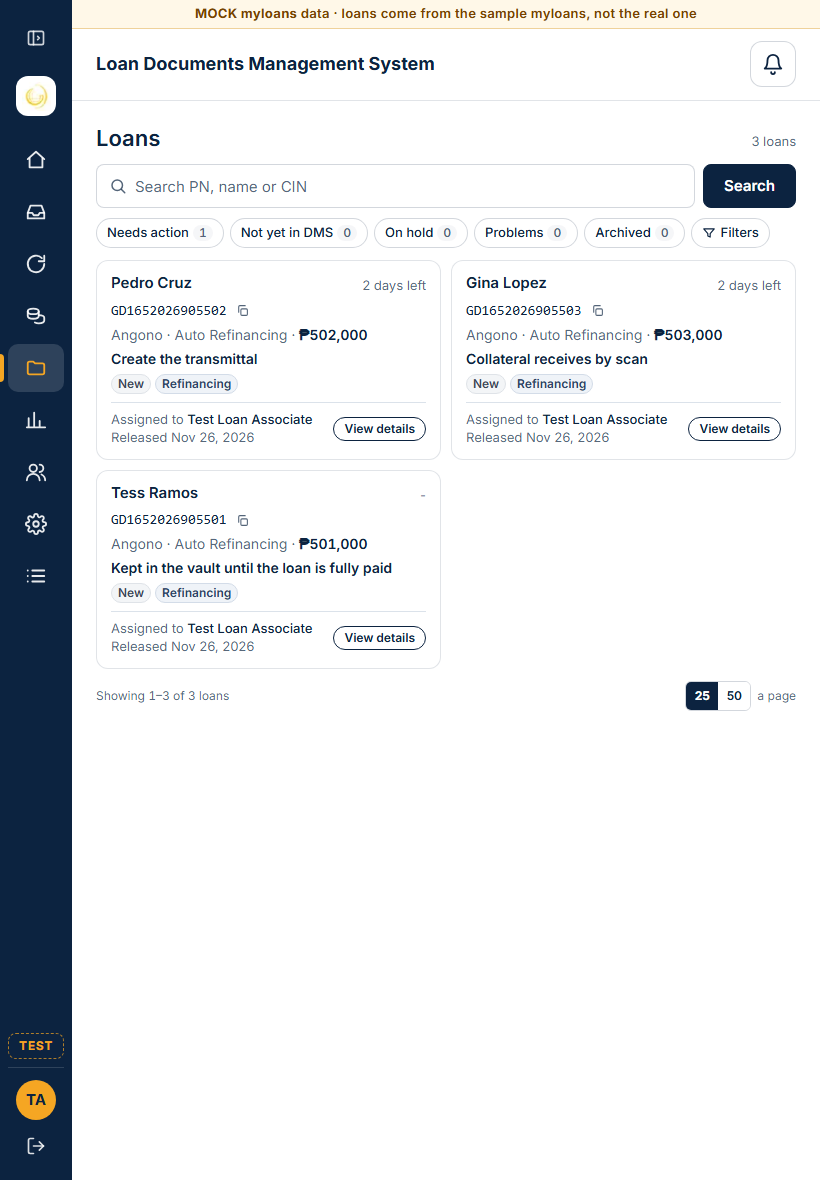 MOCK myloans data · loans come from the sample myloans, not the real one
Loan Documents Management System
Loans
3 loans
Search PN, name or CIN
Search
Needs action 1
Not yet in DMS 0
On hold 0
Problems 0
Archived 0
Filters
Pedro Cruz
2 days left
GD1652026905502
Angono · Auto Refinancing · ₱502,000
Create the transmittal
New
Refinancing
Assigned to Test Loan Associate
Released Nov 26, 2026
View details
Gina Lopez
2 days left
GD1652026905503
Angono · Auto Refinancing · ₱503,000
Collateral receives by scan
New
Refinancing
Assigned to Test Loan Associate
Released Nov 26, 2026
View details
Tess Ramos
-
GD1652026905501
Angono · Auto Refinancing · ₱501,000
Kept in the vault until the loan is fully paid
New
Refinancing
Assigned to Test Loan Associate
Released Nov 26, 2026
View details
Showing 1–3 of 3 loans
25
50
a page
TEST
TA